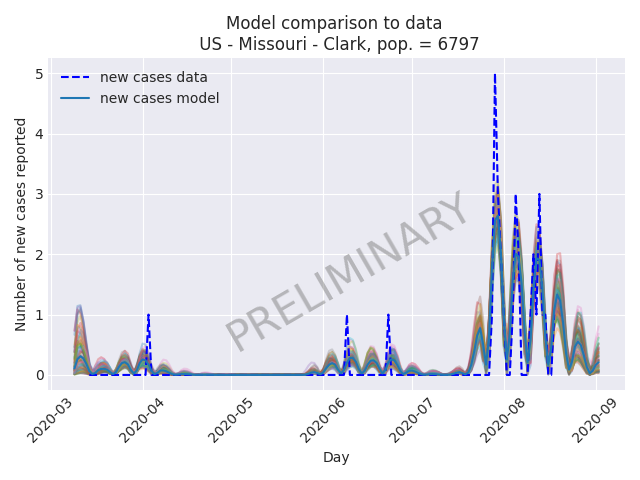 Model comparison to data
US - Missouri - Clark, pop. = 6797
new cases data
new cases model
Number of new cases reported
5
4
3
2
1
0
PRELIMINARY
2020-03
2020-04
2020-05
2020-06
2020-07
2020-08
2020-09
Day